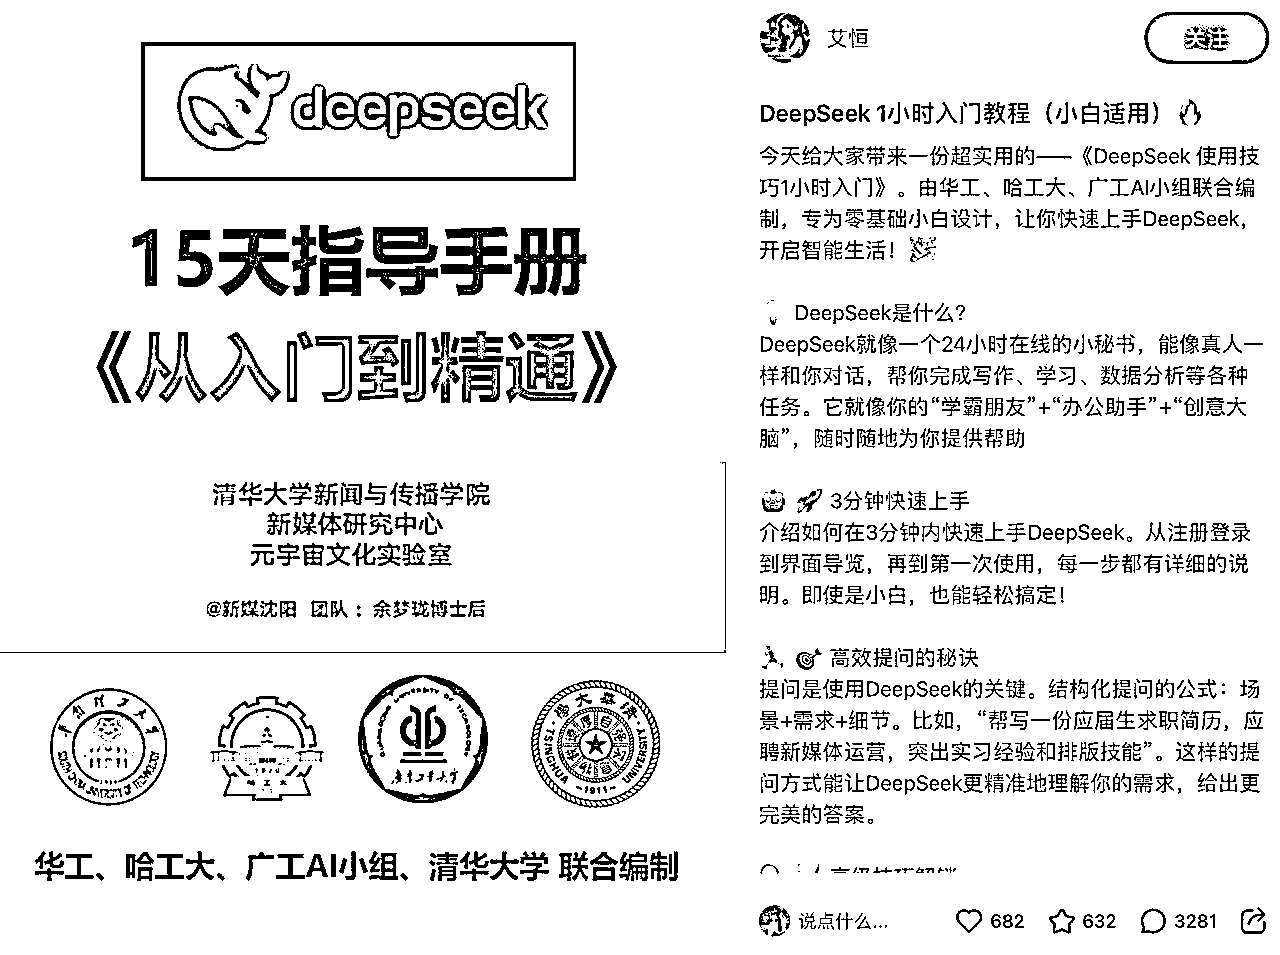 deepseek
15天指导手册
《从入门到精通》
清华大学新闻与传播学院
新媒体研究中心
元宇宙文化实验室
@新媒沈阳 团队：余梦珑博士后
TSINGHUA UNIVERSITY
-1911-
华工、哈工大、广工AI小组、清华大学 联合编制
艾恒
关注
DeepSeek 1小时入门教程（小白适用）🔥
今天给大家带来一份超实用的——《DeepSeek 使用技
巧1小时入门》。由华工、哈工大、广工AI小组联合编
制，专为零基础小白设计，让你快速上手DeepSeek，
开启智能生活！🎉
DeepSeek是什么？
DeepSeek就像一个24小时在线的小秘书，能像真人一
样和你对话，帮你完成写作、学习、数据分析等各种
任务。它就像你的“学霸朋友”+“办公助手”+“创意大
脑”，随时随地为你提供帮助
🚀 3分钟快速上手
介绍如何在3分钟内快速上手DeepSeek。从注册登录
到界面导览，再到第一次使用，每一步都有详细的说
明。即使是小白，也能轻松搞定！
🎯 高效提问的秘诀
提问是使用DeepSeek的关键。结构化提问的公式：场
景+需求+细节。比如，“帮写一份应届生求职简历，应
聘新媒体运营，突出实习经验和排版技能”。这样的提
问方式能让DeepSeek更精准地理解你的需求，给出更
完美的答案。
说点什么...
682
632
3281